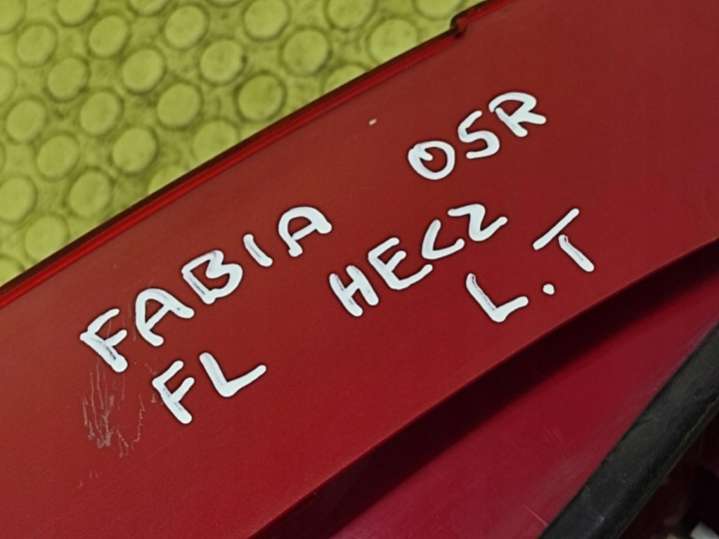 FABIA OSR
FL HECZ
L.T